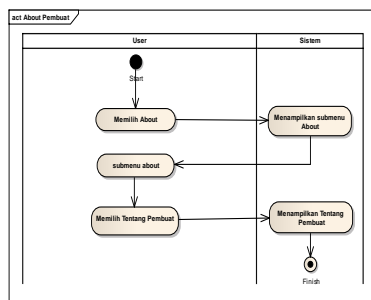 act About Pembuat
User
Sistem
Start
Memilih About
Menampilkan submenu
About
submenu about
Memilih Tentang Pembuat
Menampilkan Tentang
Pembuat
Finish